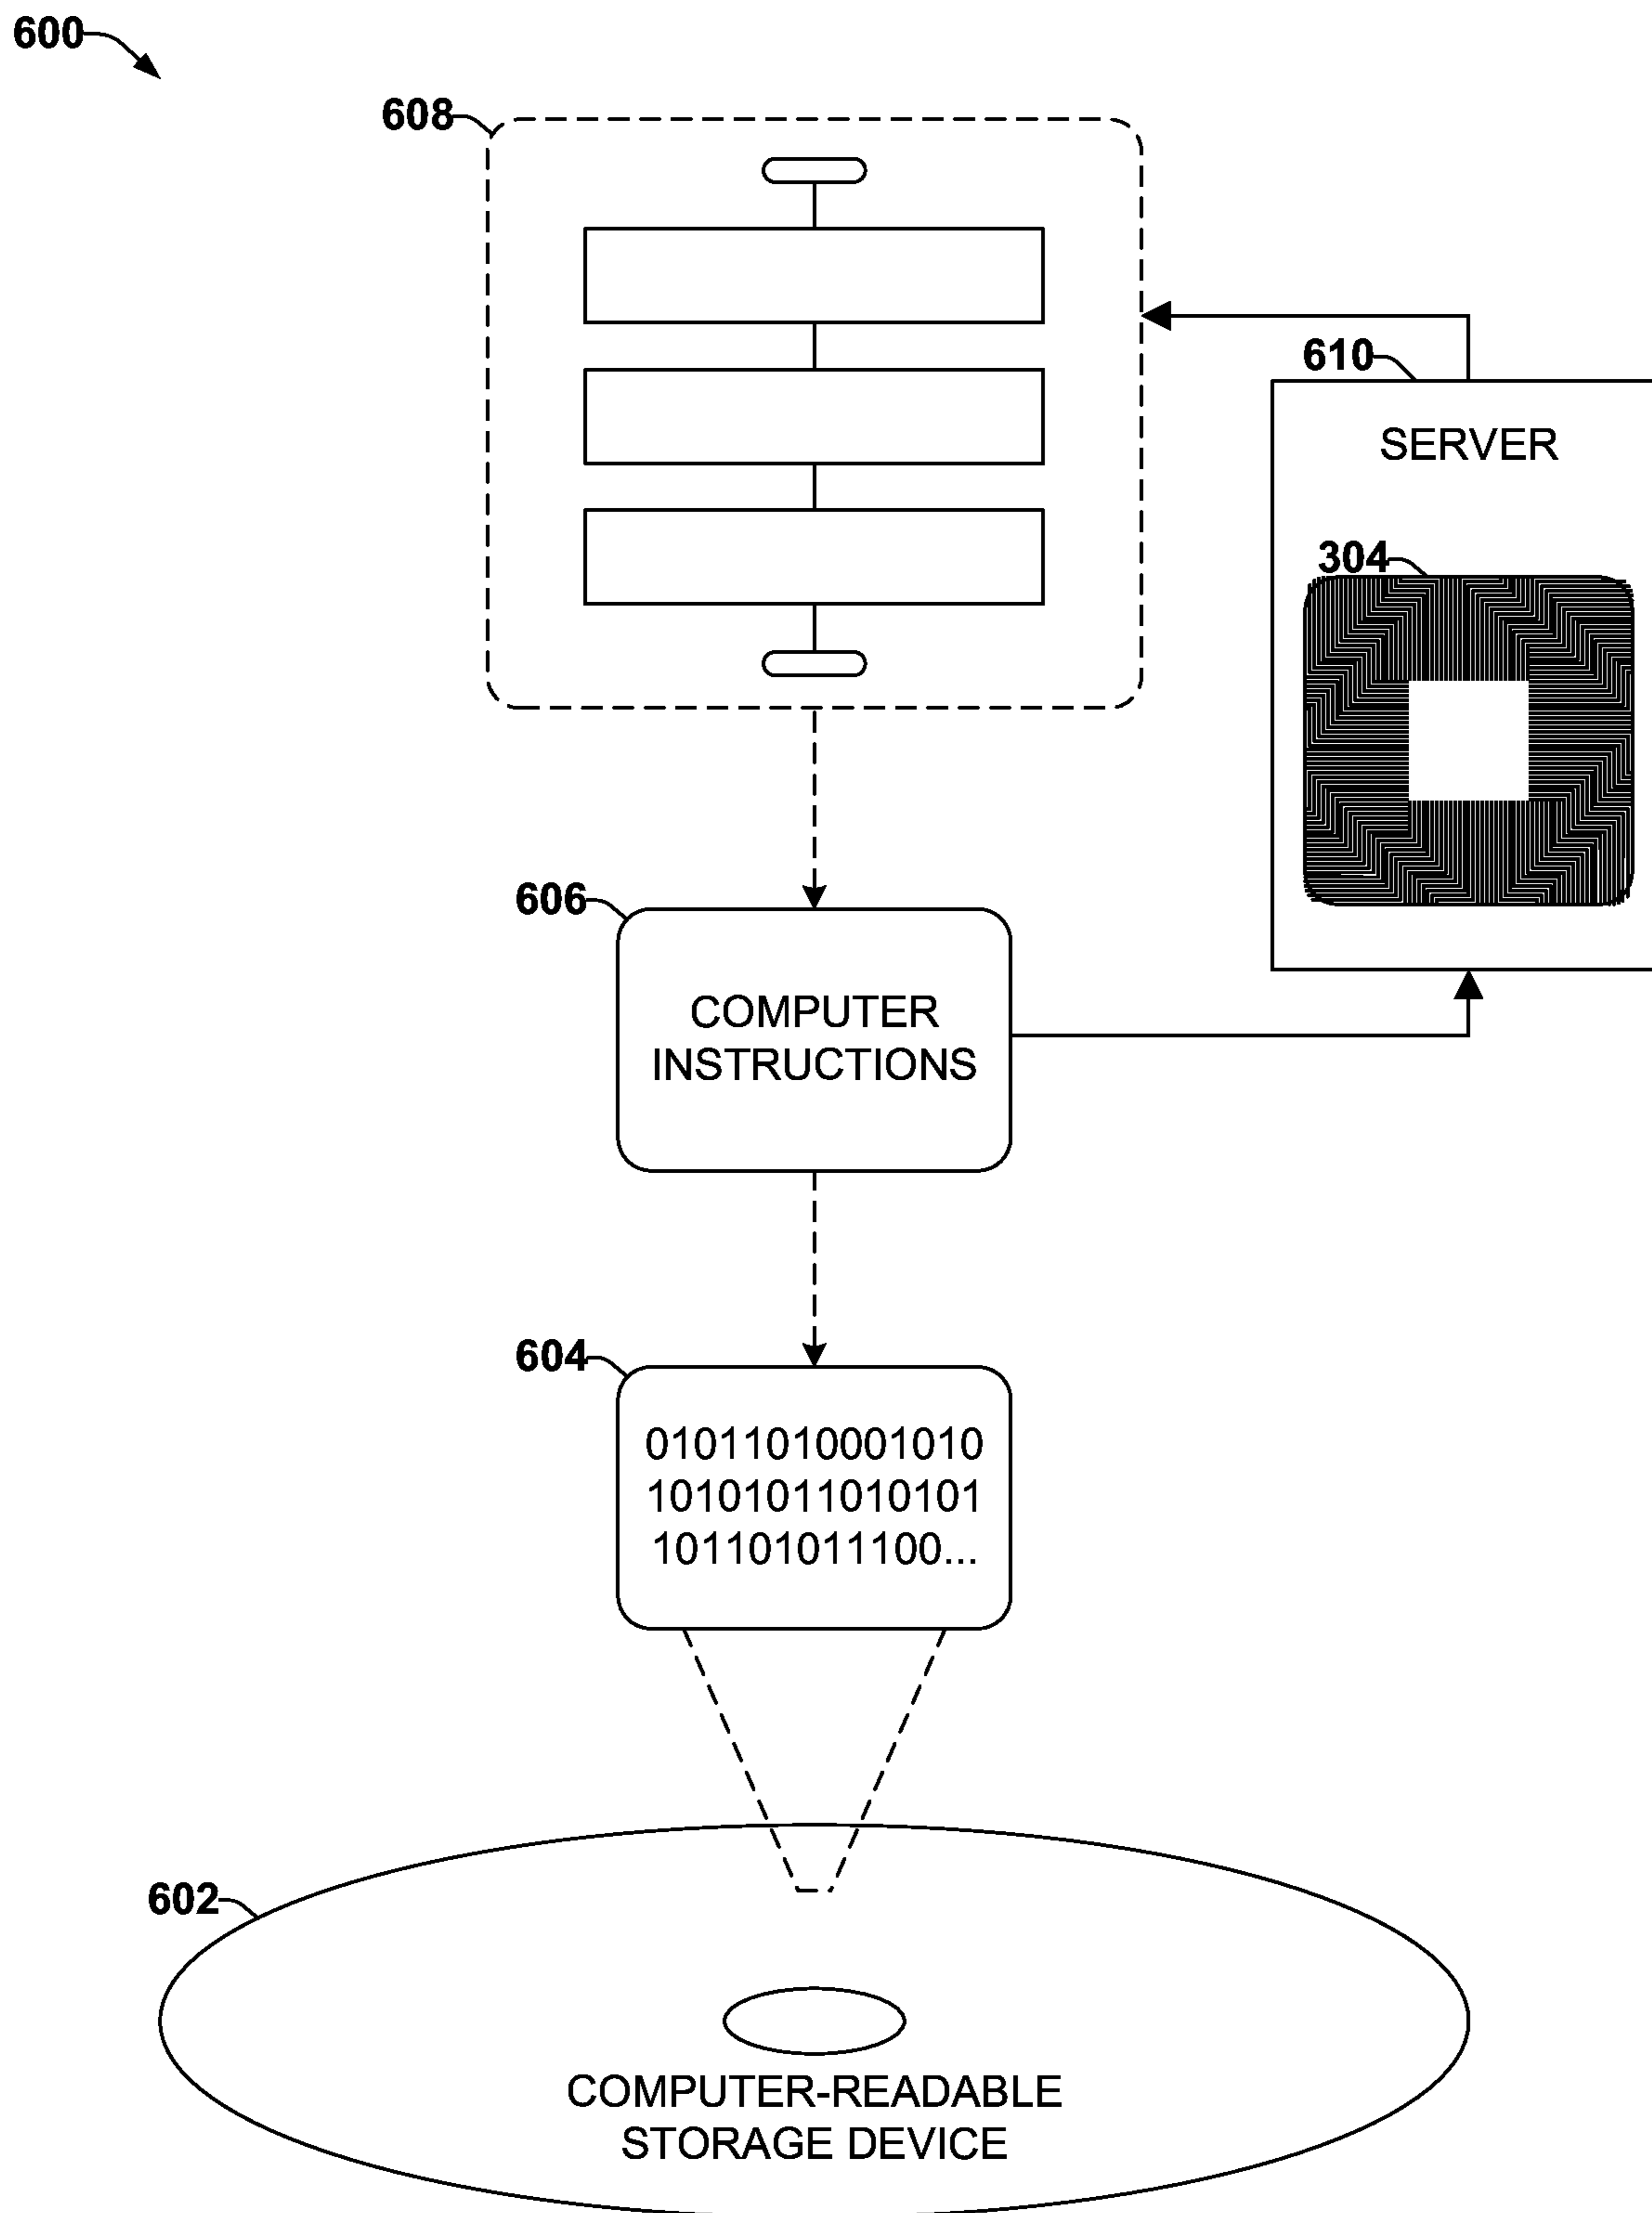 600
608
610
SERVER
304
606
COMPUTER
INSTRUCTIONS
604
01011010001010
10101011010101
101101011100...
602
COMPUTER-READABLE
STORAGE DEVICE